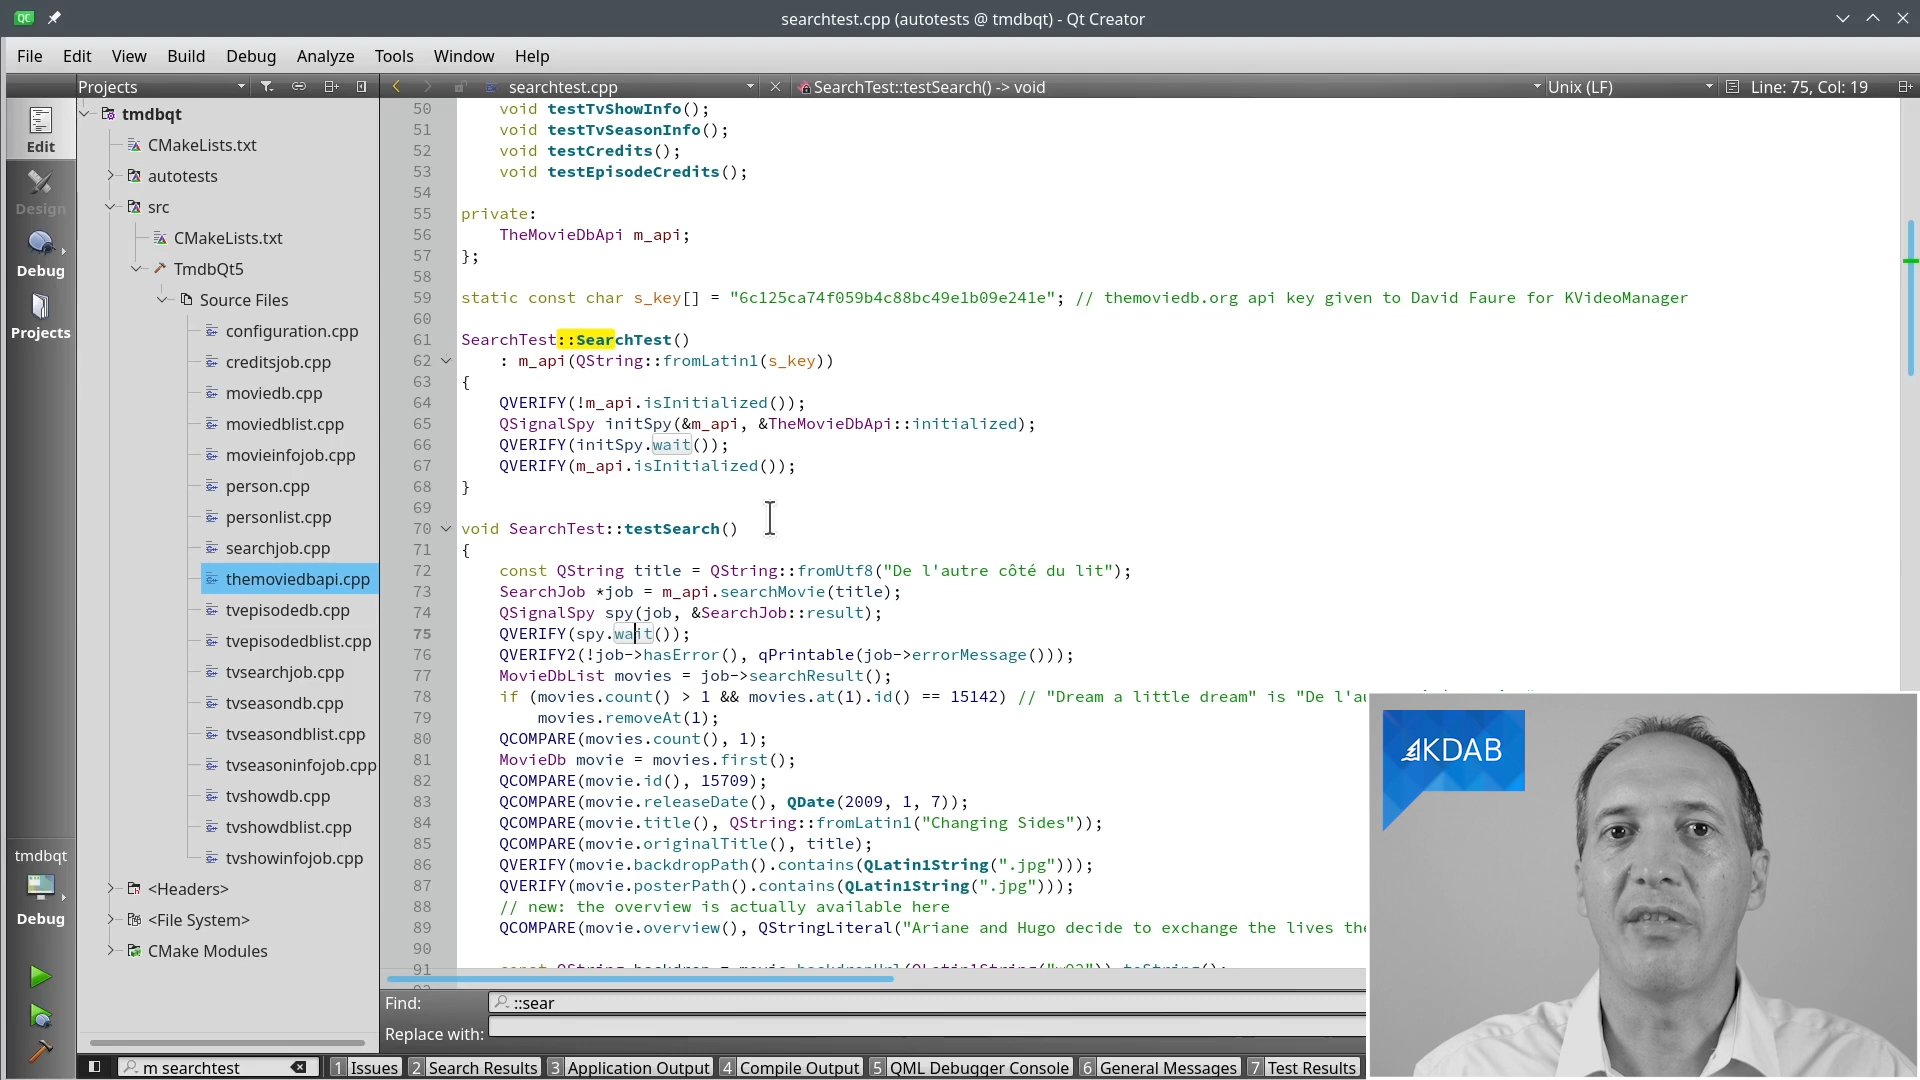 QC
searchtest.cpp (autotests @ tmdbqt) - Qt Creator
File Edit View Build Debug Analyze Tools Window Help
Projects
searchtest.cpp
SearchTest::testSearch() -> void
Unix (LF)
Line: 75, Col: 19
Edit
Design
Debug
Projects
tmdbqt
Debug
tmdbqt
CMakeLists.txt
autotests
src
CMakeLists.txt
TmdbQt5
Source Files
configuration.cpp
creditsjob.cpp
moviedb.cpp
moviedblist.cpp
movieinfojob.cpp
person.cpp
personlist.cpp
searchjob.cpp
themoviedbapi.cpp
tvepisodedb.cpp
tvepisodedblist.cpp
tvsearchjob.cpp
tvseasondb.cpp
tvseasondblist.cpp
tvseasoninfojob.cpp
tvshowdb.cpp
tvshowdblist.cpp
tvshowinfojob.cpp
<Headers>
<File System>
CMake Modules
50 void testTvShowInfo();
51 void testTvSeasonInfo();
52 void testCredits();
53 void testEpisodeCredits();
54
55 private:
56 TheMovieDbApi m_api;
57 };
58
59 static const char s_key[] = "6c125ca74f059b4c88bc49e1b09e241e"; // themoviedb.org api key given to David Faure for KVideoManager
60
61 SearchTest::SearchTest()
62 : m_api(QString::fromLatin1(s_key))
63 {
64 QVERIFY(!m_api.isInitialized());
65 QSignalSpy initSpy(&m_api, &TheMovieDbApi::initialized);
66 QVERIFY(initSpy.wait());
67 QVERIFY(m_api.isInitialized());
68 }
69
70 void SearchTest::testSearch()
71 {
72 const QString title = QString::fromUtf8("De l'autre côté du lit");
73 SearchJob *job = m_api.searchMovie(title);
74 QSignalSpy spy(job, &SearchJob::result);
75 QVERIFY(spy.wait());
76 QVERIFY2(!job->hasError(), qPrintable(job->errorMessage()));
77 MovieDbList movies = job->searchResult();
78 if (movies.count() > 1 && movies.at(1).id() == 15142) // "Dream a little dream" is "De l'au
79 movies.removeAt(1);
80 QCOMPARE(movies.count(), 1);
81 MovieDb movie = movies.first();
82 QCOMPARE(movie.id(), 15709);
83 QCOMPARE(movie.releaseDate(), QDate(2009, 1, 7));
84 QCOMPARE(movie.title(), QString::fromLatin1("Changing Sides"));
85 QCOMPARE(movie.originalTitle(), title);
86 QVERIFY(movie.backdropPath().contains(QLatin1String(".jpg")));
87 QVERIFY(movie.posterPath().contains(QLatin1String(".jpg")));
88 // new: the overview is actually available here
89 QCOMPARE(movie.overview(), QStringLiteral("Ariane and Hugo decide to exchange the lives the
90
91
KDAB
Find: ::sear
Replace with:
m searchtest
1 Issues 2 Search Results 3 Application Output 4 Compile Output 5 QML Debugger Console 6 General Messages 7 Test Results